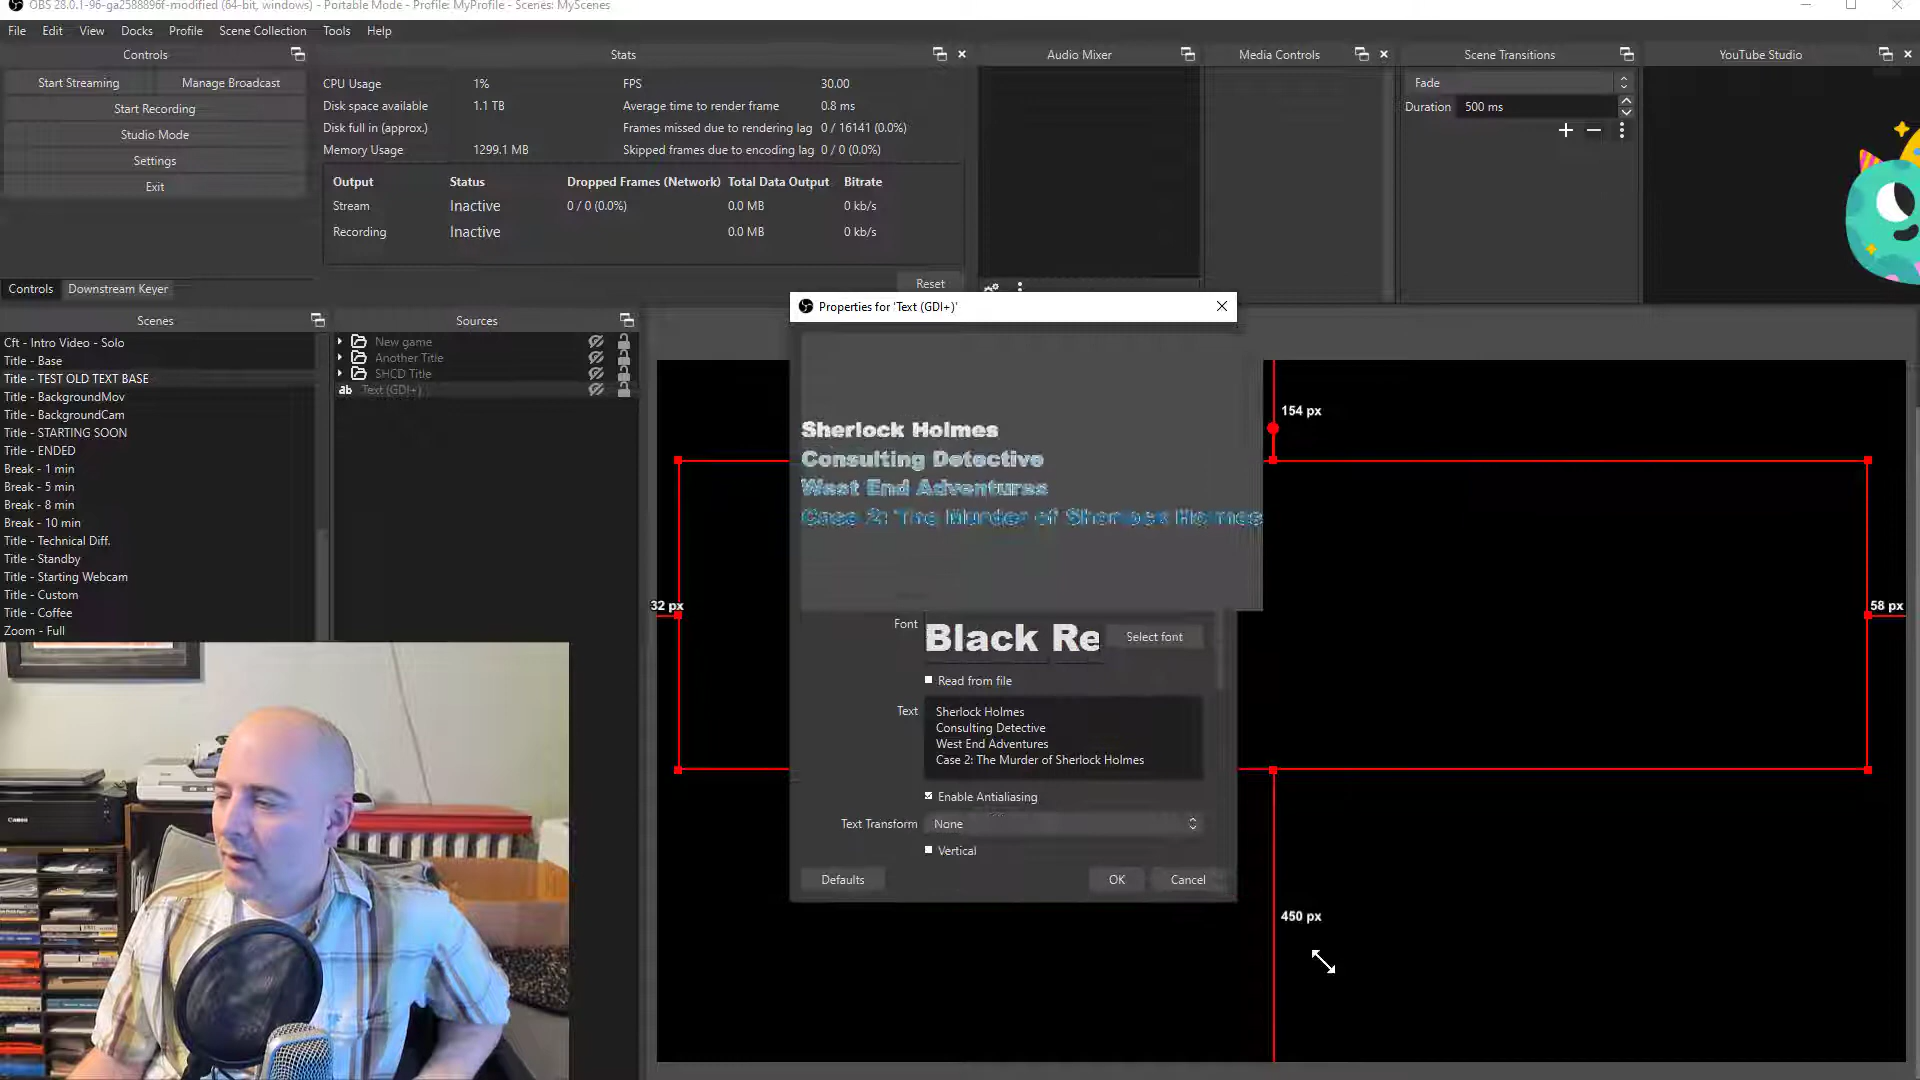 OBS 28.0.1-96-ga2588896f-modified (64-bit, windows) - Portable Mode - Profile: MyProfile - Scenes: MyScenes
File Edit View Docks Profile Scene Collection Tools Help
Controls
Start Streaming Manage Broadcast
Start Recording
Studio Mode
Settings
Exit
Controls Downstream Keyer
Stats
CPU Usage 1% FPS 30.00
Disk space available 1.1 TB Average time to render frame 0.8 ms
Disk full in (approx.) Frames missed due to rendering lag 0 / 16141 (0.0%)
Memory Usage 1299.1 MB Skipped frames due to encoding lag 0 / 0 (0.0%)
Output Status Dropped Frames (Network) Total Data Output Bitrate
Stream Inactive 0 / 0 (0.0%) 0.0 MB 0 kb/s
Recording Inactive 0.0 MB 0 kb/s
Reset
Audio Mixer
Media Controls
Scene Transitions
Fade
Duration 500 ms
YouTube Studio
Scenes
Cft - Intro Video - Solo
Title - Base
Title - TEST OLD TEXT BASE
Title - BackgroundMov
Title - BackgroundCam
Title - STARTING SOON
Title - ENDED
Break - 1 min
Break - 5 min
Break - 8 min
Break - 10 min
Title - Technical Diff.
Title - Standby
Title - Starting Webcam
Title - Custom
Title - Coffee
Zoom - Full
Sources
New game
Another Title
SHCD Title
ab Text (GDI+)
Properties for 'Text (GDI+)'
Sherlock Holmes
Consulting Detective
West End Adventures
Case 2: The Murder of Sherlock Holmes
Font Black Re Select font
Read from file
Text
Sherlock Holmes
Consulting Detective
West End Adventures
Case 2: The Murder of Sherlock Holmes
Enable Antialiasing
Text Transform None
Vertical
Defaults OK Cancel
154 px
32 px
58 px
450 px
Canon